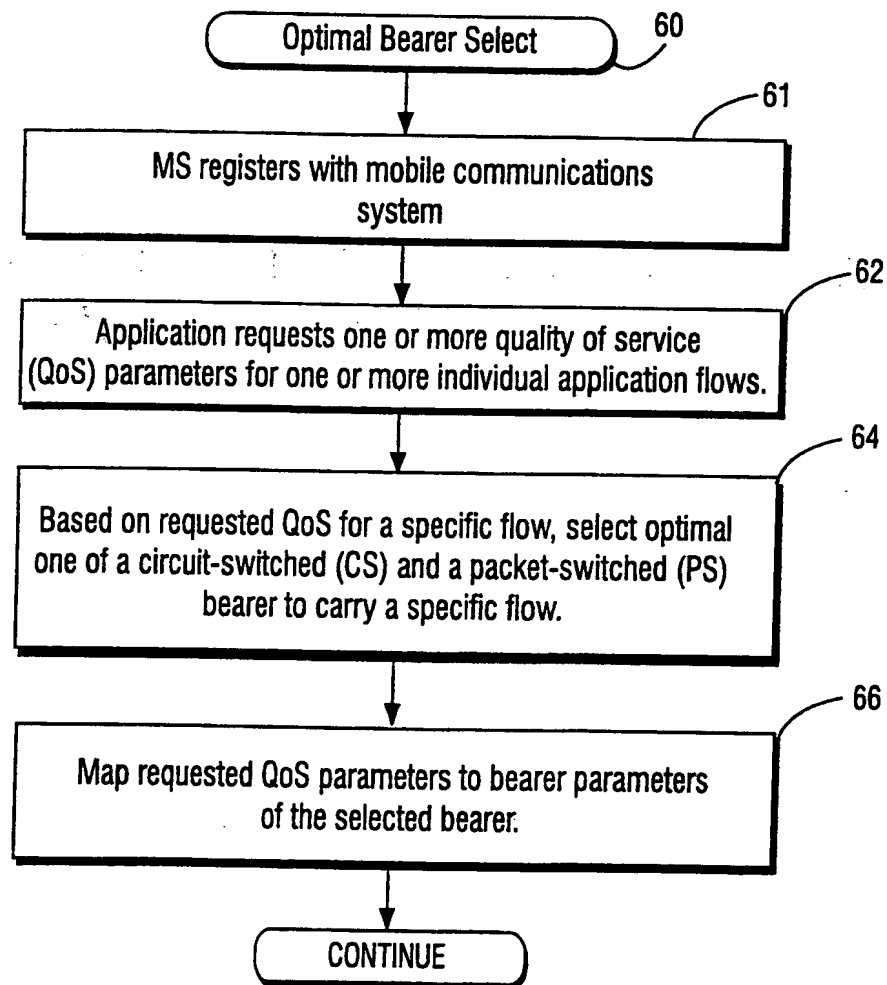 Optimal Bearer Select
60
61
MS registers with mobile communications
system
62
Application requests one or more quality of service
(QoS) parameters for one or more individual application flows.
64
Based on requested QoS for a specific flow, select optimal
one of a circuit-switched (CS) and a packet-switched (PS)
bearer to carry a specific flow.
66
Map requested QoS parameters to bearer parameters
of the selected bearer.
CONTINUE